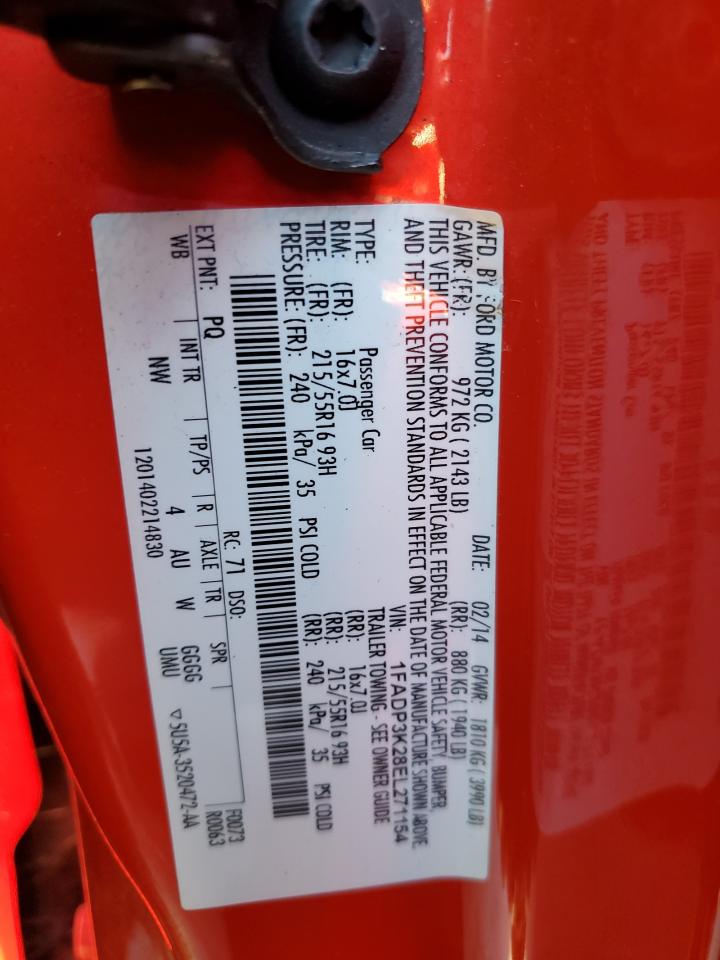 MFD. BY FORD MOTOR CO. DATE: 02/14 GVWR: 1810 KG ( 3990 LB)
GAWR: (FR): 972 KG ( 2143 LB) (RR): 880 KG ( 1940 LB)
THIS VEHICLE CONFORMS TO ALL APPLICABLE FEDERAL MOTOR VEHICLE SAFETY, BUMPER,
AND THEFT PREVENTION STANDARDS IN EFFECT ON THE DATE OF MANUFACTURE SHOWN ABOVE.
VIN: 1FADP3K28EL271154
TYPE: Passenger Car TRAILER TOWING - SEE OWNER GUIDE
RIM: (FR): 16x7.0J (RR): 16x7.0J
TIRE: (FR): 215/55R16 93H (RR): 215/55R16 93H
PRESSURE: (FR): 240 kPa/ 35 PSI COLD (RR): 240 kPa/ 35 PSI COLD
RC: 71 DSO: F0073
R0063
EXT PNT: PQ INT TR TP/PS R AXLE TR SPR
WB NW 4 AU W GGGG
UMU
1201402214830 ▽5U5A-3520472-AA